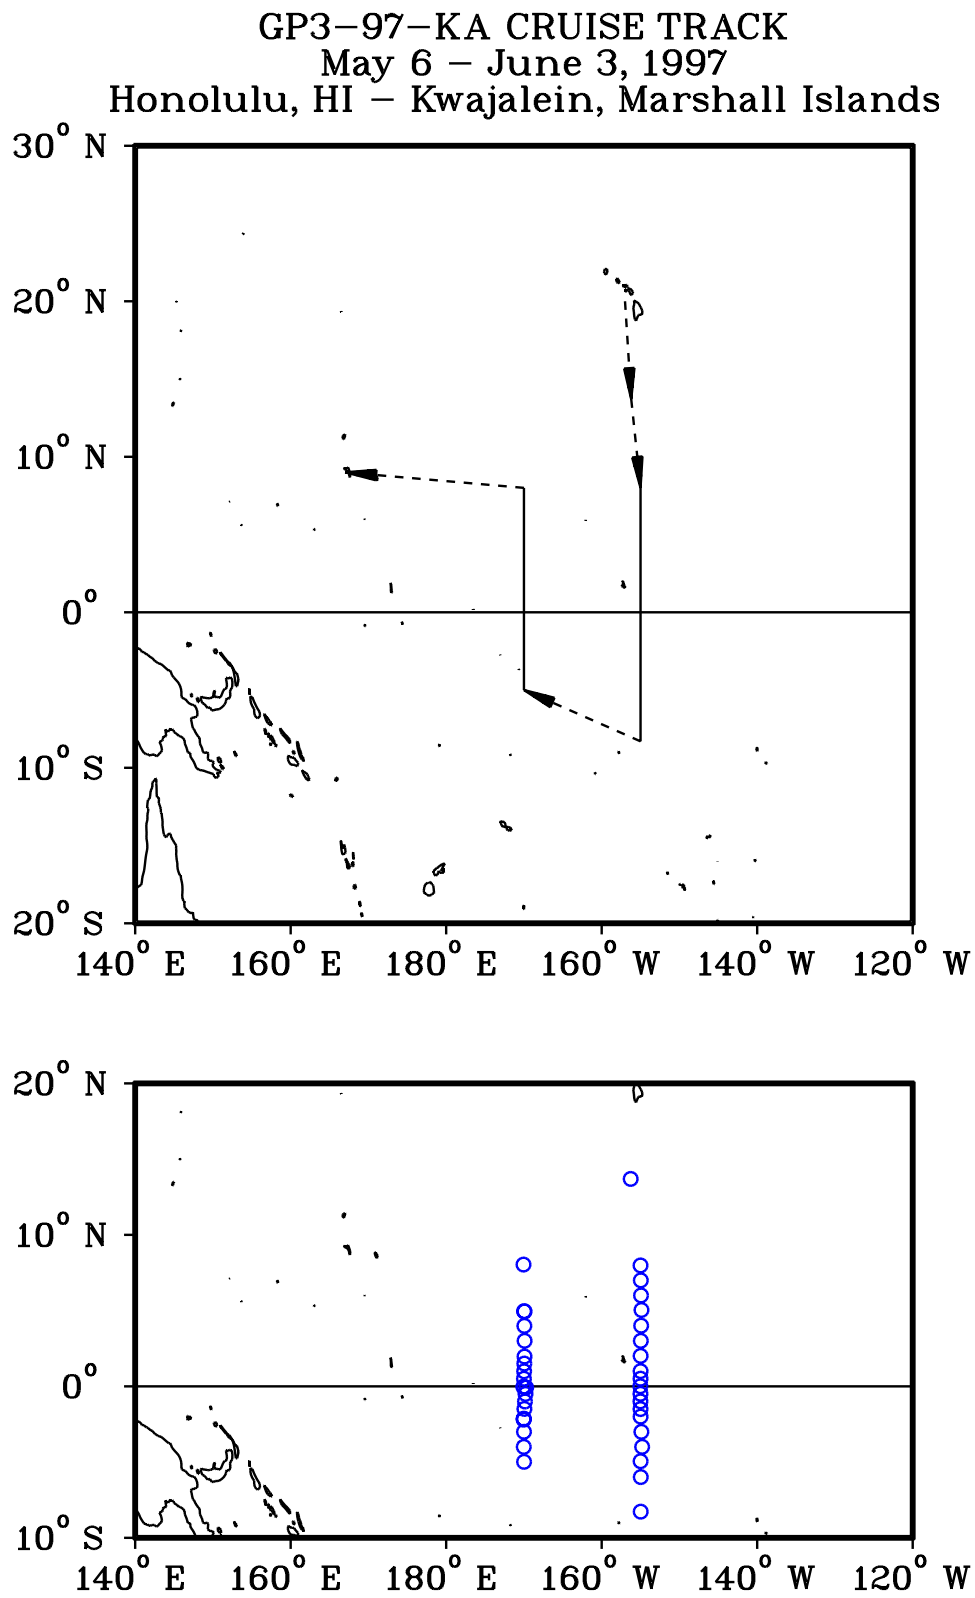 GP3-97-KA CRUISE TRACK
May 6 - June 3, 1997
Honolulu, HI - Kwajalein, Marshall Islands
30° N
20° N
10° N
0°
10° S
20° S
140° E 160° E 180° E 160° W 140° W 120° W
20° N
10° N
0°
10° S
140° E 160° E 180° E 160° W 140° W 120° W